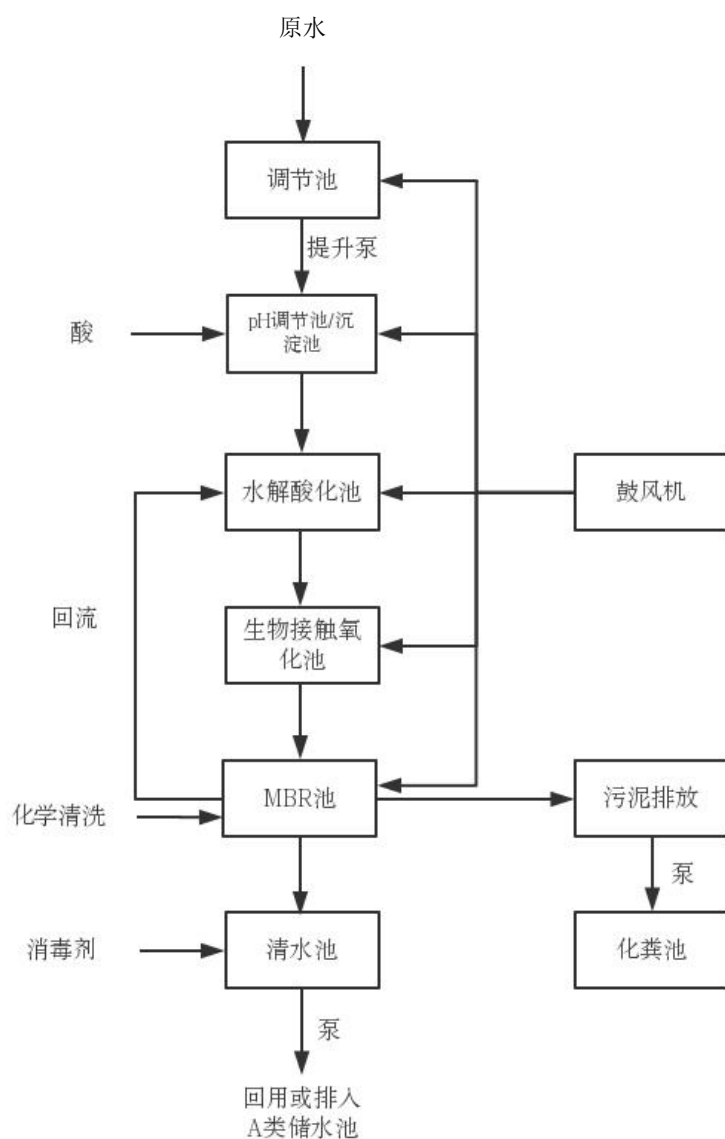 原水
调节池
提升泵
酸
pH调节池/沉
淀池
水解酸化池
鼓风机
回流
生物接触氧
化池
MBR池
污泥排放
化学清洗
泵
消毒剂
清水池
化粪池
泵
回用或排入
A类储水池